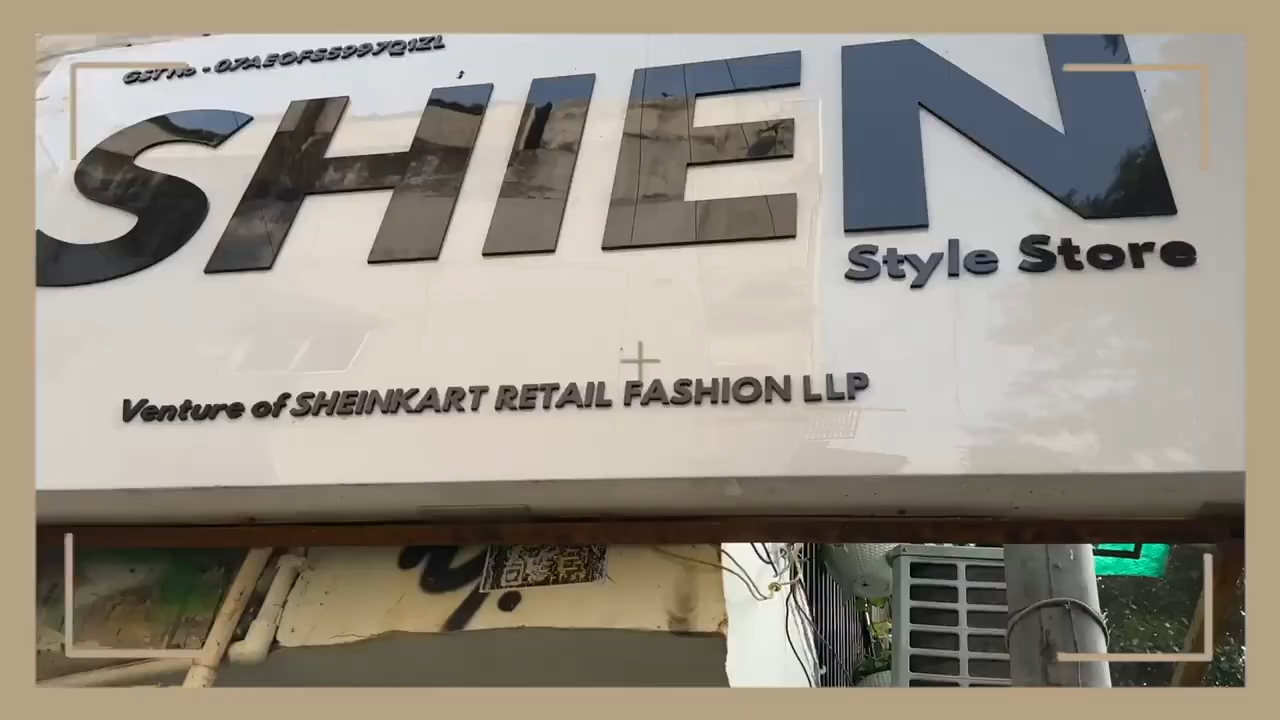 GST No - 07AEOFS5997Q1ZL
SHIEN
Style Store
Venture of SHEINKART RETAIL FASHION LLP